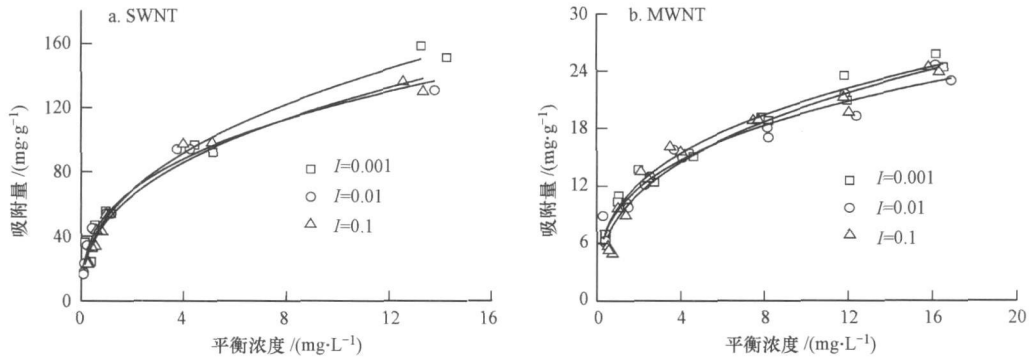 a. SWNT
吸附量/(mg·g⁻¹)
160
120
80
40
0
I=0.001
I=0.01
I=0.1
0 4 8 12 16
平衡浓度/(mg·L⁻¹)
b. MWNT
吸附量/(mg·g⁻¹)
30
24
18
12
6
0
I=0.001
I=0.01
I=0.1
0 4 8 12 16 20
平衡浓度/(mg·L⁻¹)